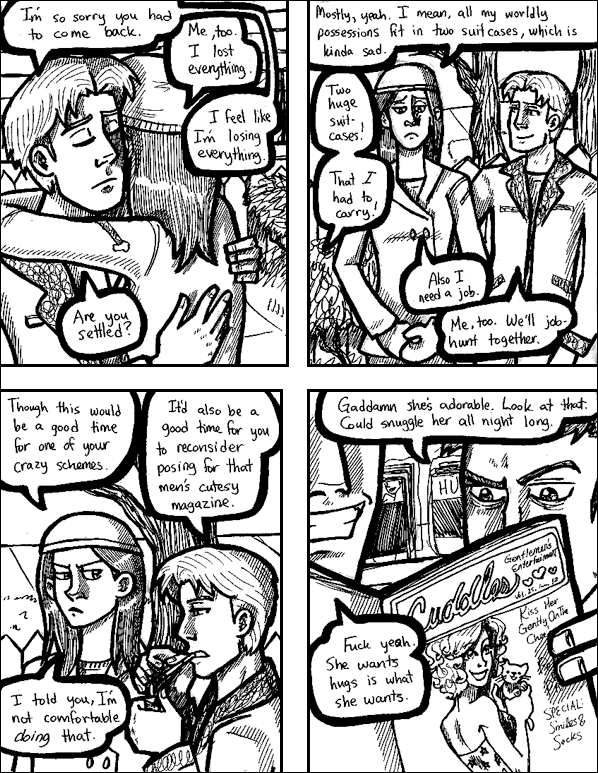 I'm so sorry you had
to come back.
Me, too.
I lost
everything.
I feel like
I'm losing
everything.
Are you
settled?
Mostly, yeah. I mean, all my worldly
possessions fit in two suitcases, which is
kinda sad.
Two
huge
suit-
cases!
That I
had to
carry!
Also I
need a job.
Me, too. We'll job-
hunt together.
Though this would
be a good time
for one of your
crazy schemes.
It'd also be a
good time for you
to reconsider
posing for that
men's cutesy
magazine.
I told you, I'm
not comfortable
doing that.
Gaddamn she's adorable. Look at that.
Could snuggle her all night long.
HU
Fuck yeah.
She wants
hugs is what
she wants.
Cuddles
Gentlemen's
Entertainment
Kiss Her
Gently On The
SPECIAL:
Smiles &
Socks